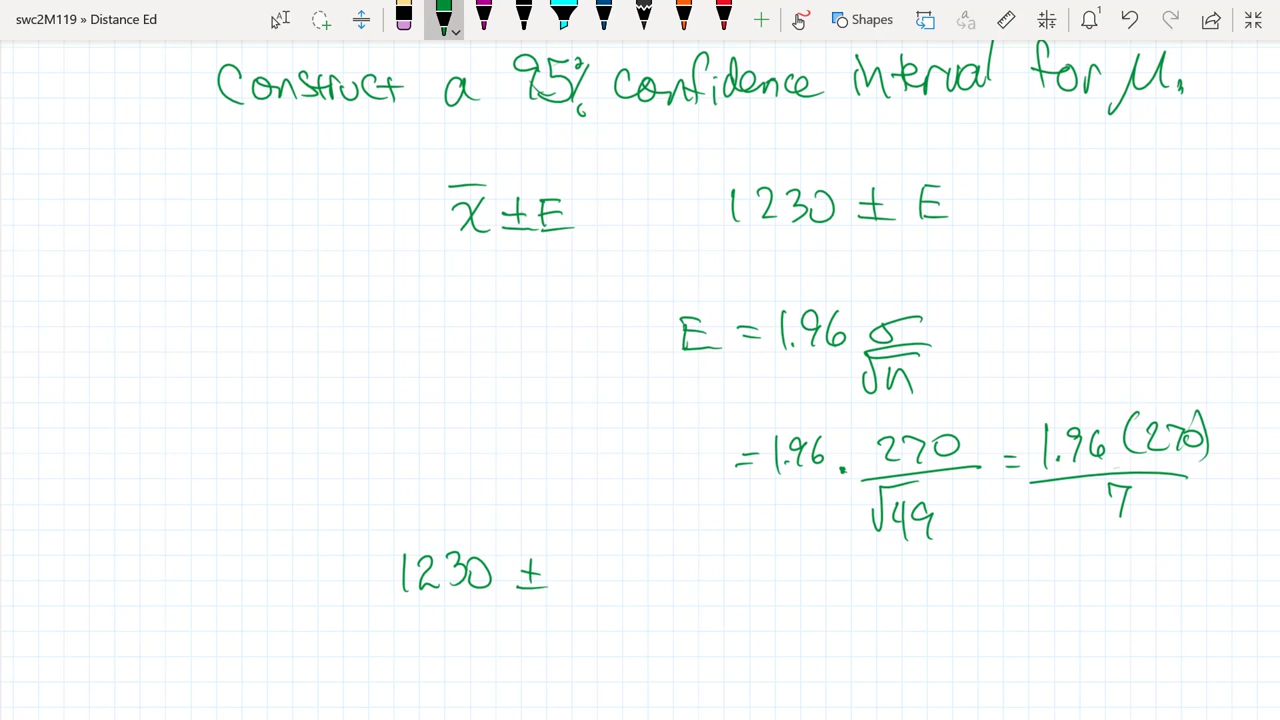 swc2M119 » Distance Ed
Shapes
Construct a 95% confidence interval for μ.
x̅ ± E
1230 ± E
E = 1.96 σ/√n
= 1.96 · 270/√49 = 1.96 (270)/7
1230 ±